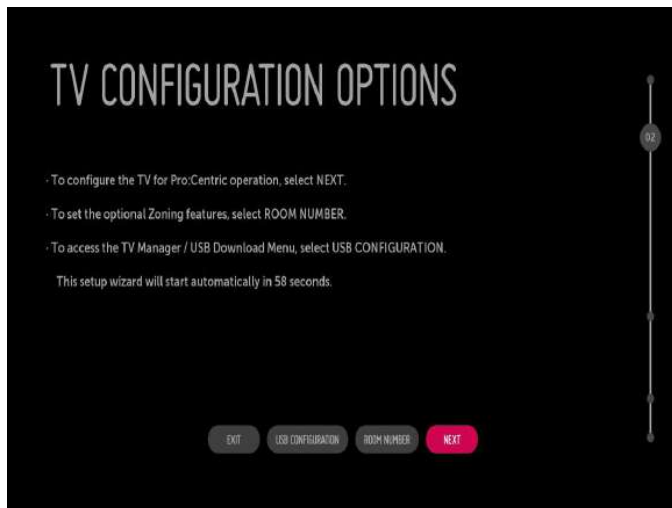 TV CONFIGURATION OPTIONS
02
· To configure the TV for Pro:Centric operation, select NEXT.
· To set the optional Zoning features, select ROOM NUMBER.
· To access the TV Manager / USB Download Menu, select USB CONFIGURATION.
This setup wizard will start automatically in 58 seconds.
EXIT USB CONFIGURATION ROOM NUMBER NEXT